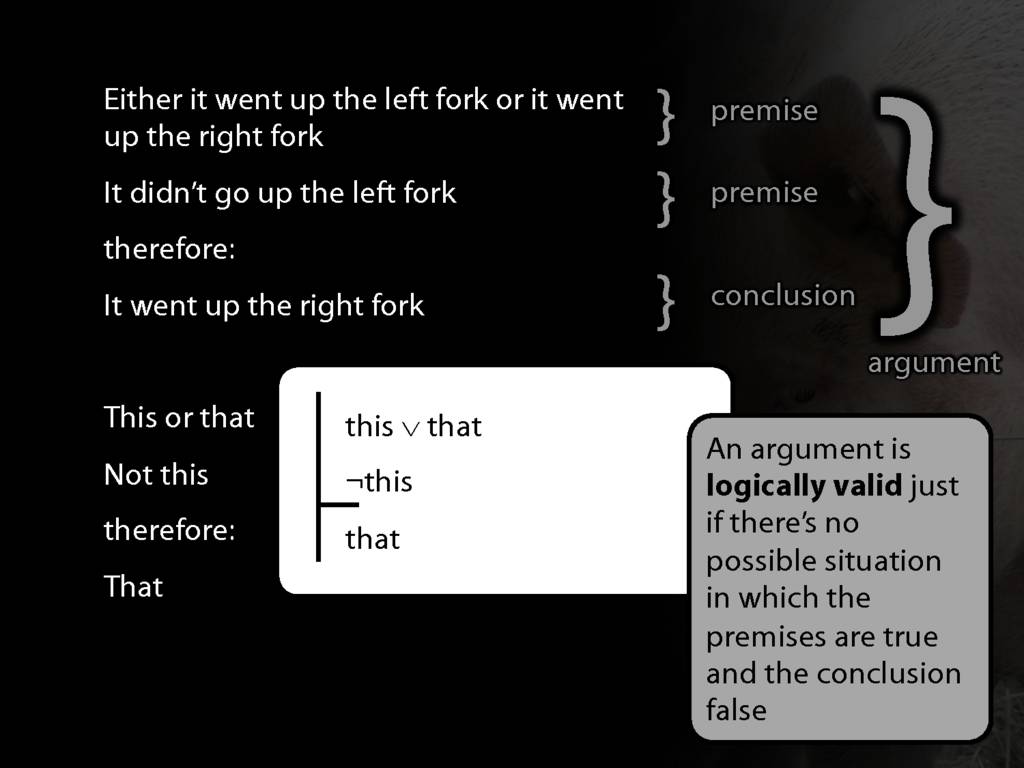 Either it went up the left fork or it went
up the right fork
} premise
It didn’t go up the left fork
} premise
therefore:
It went up the right fork
} conclusion
}
argument
This or that
Not this
therefore:
That
this ∨ that
¬this
that
An argument is
logically valid just
if there’s no
possible situation
in which the
premises are true
and the conclusion
false